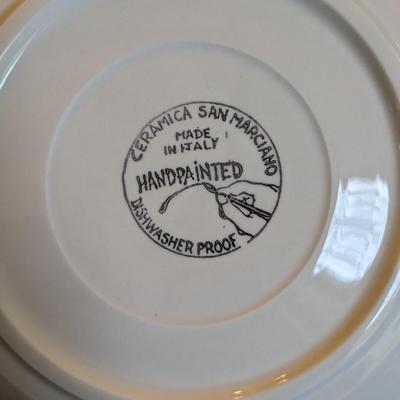 CERAMICA SAN MARCIANO
MADE
IN ITALY
HANDPAINTED
DISHWASHER PROOF